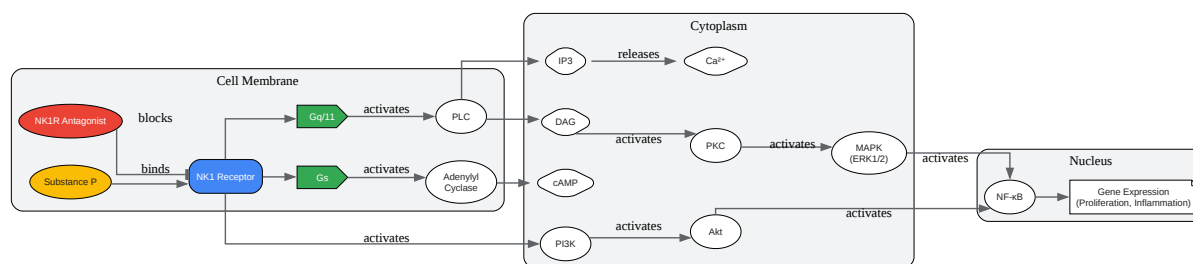 Cytoplasm
IP3
releases
Ca²⁺
Cell Membrane
NK1R Antagonist
blocks
Gq/11
activates
PLC
DAG
activates
PKC
activates
MAPK
(ERK1/2)
activates
Nucleus
binds
NK1 Receptor
Substance P
Gs
activates
Adenylyl
Cyclase
cAMP
NF-κB
Gene Expression
(Proliferation, Inflammation)
activates
PI3K
activates
Akt
activates